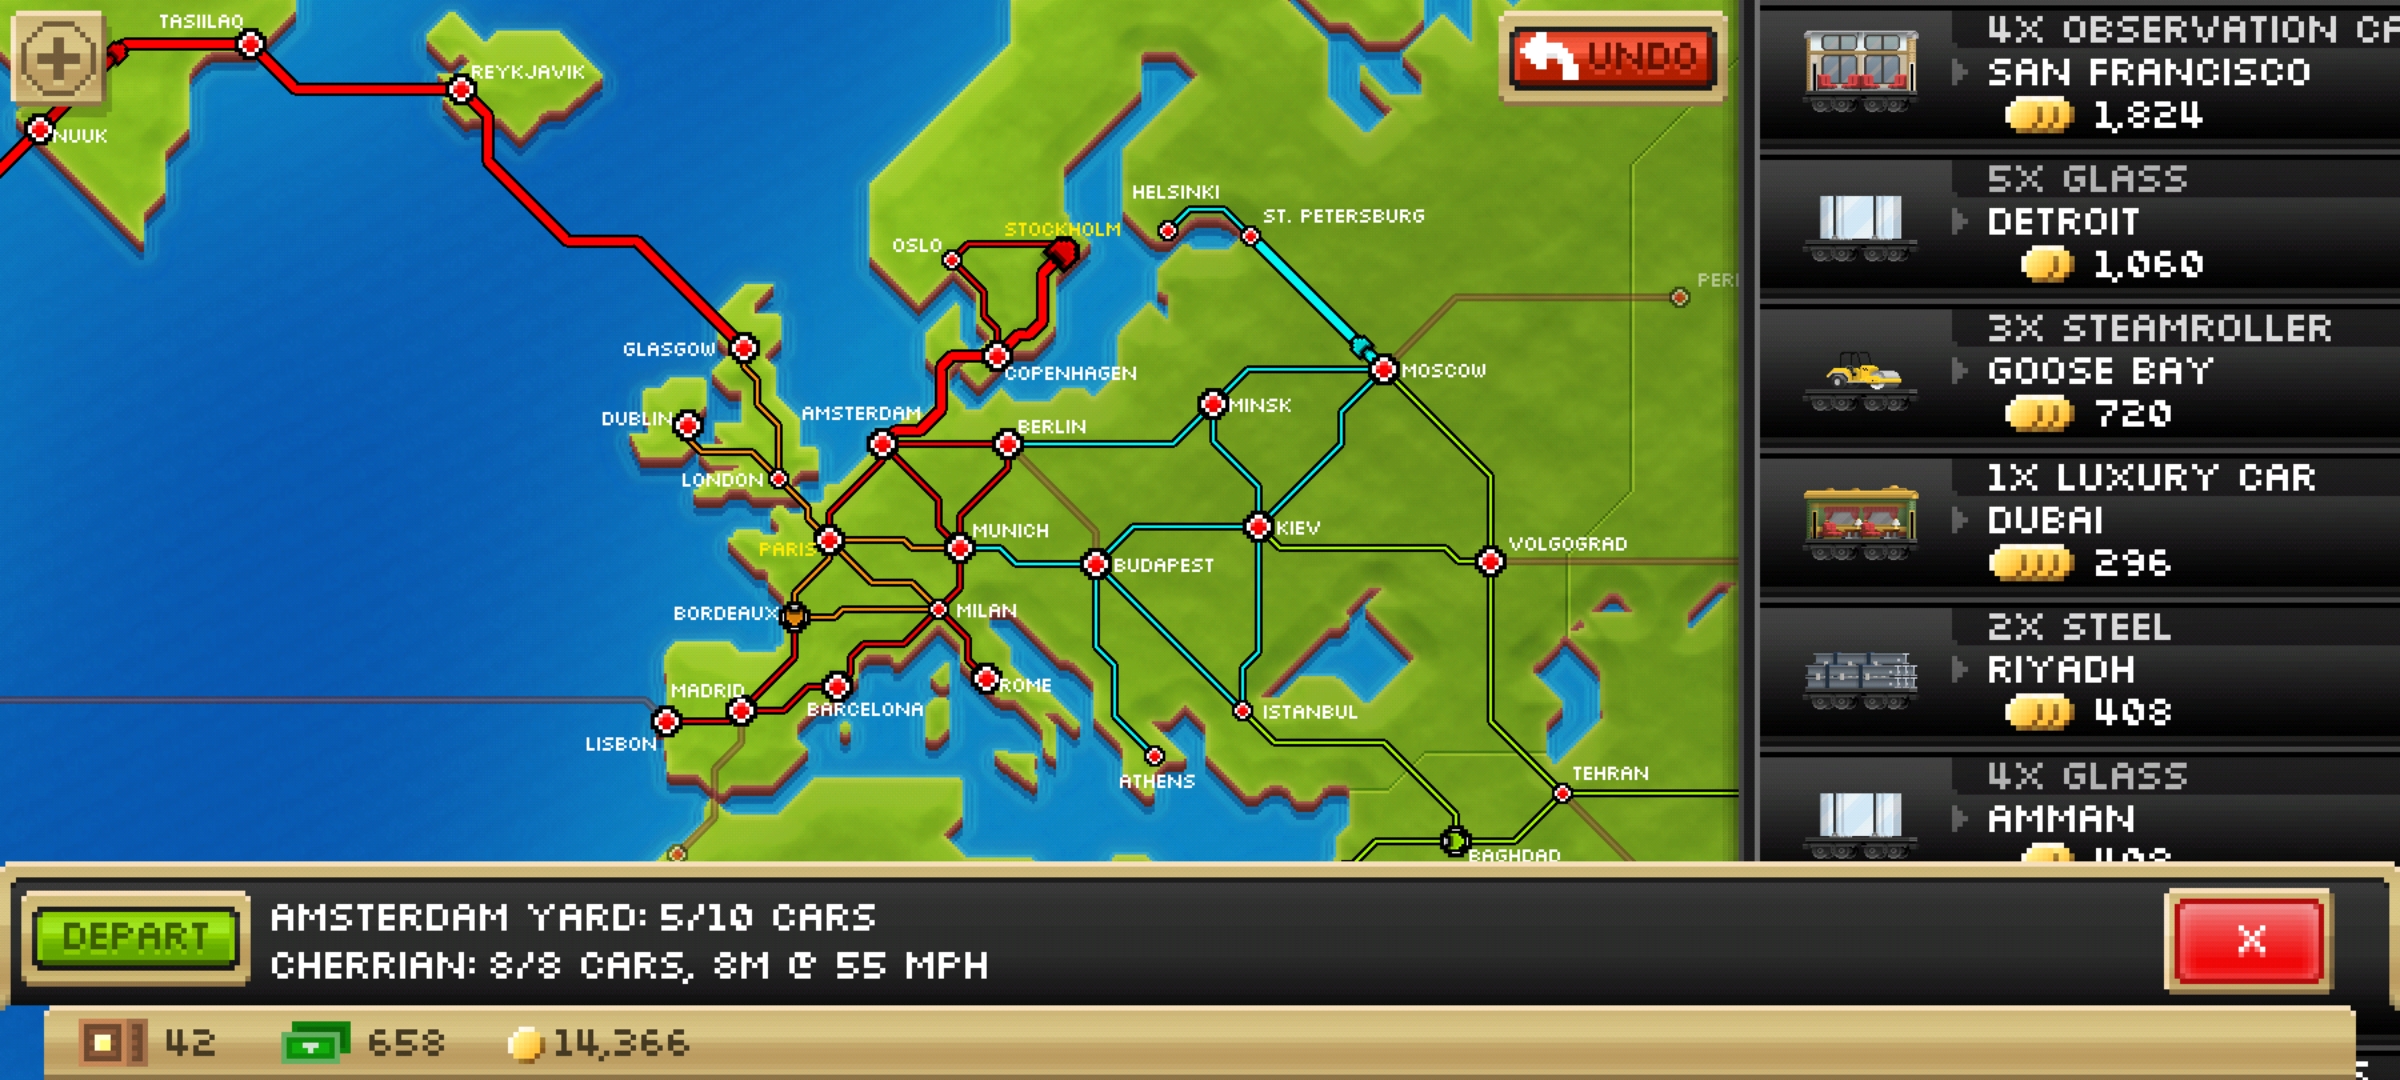 TASIILAQ
REYKJAVIK
NUUK
UNDO
HELSINKI
ST. PETERSBURG
STOCKHOLM
OSLO
GLASGOW
COPENHAGEN
MOSCOW
DUBLIN
AMSTERDAM
BERLIN
MINSK
LONDON
PARIS
MUNICH
BUDAPEST
KIEV
VOLGOGRAD
BORDEAUX
MILAN
MADRID
BARCELONA
ROME
LISBON
ISTANBUL
ATHENS
TEHRAN
BAGHDAD
4X OBSERVATION
SAN FRANCISCO
1,824
5X GLASS
DETROIT
1,060
3X STEAMROLLER
GOOSE BAY
720
1X LUXURY CAR
DUBAI
296
2X STEEL
RIYADH
408
4X GLASS
AMMAN
DEPART
AMSTERDAM YARD: 5/10 CARS
CHERRIAN: 8/8 CARS, 8M @ 55 MPH
X
42
658
14,366